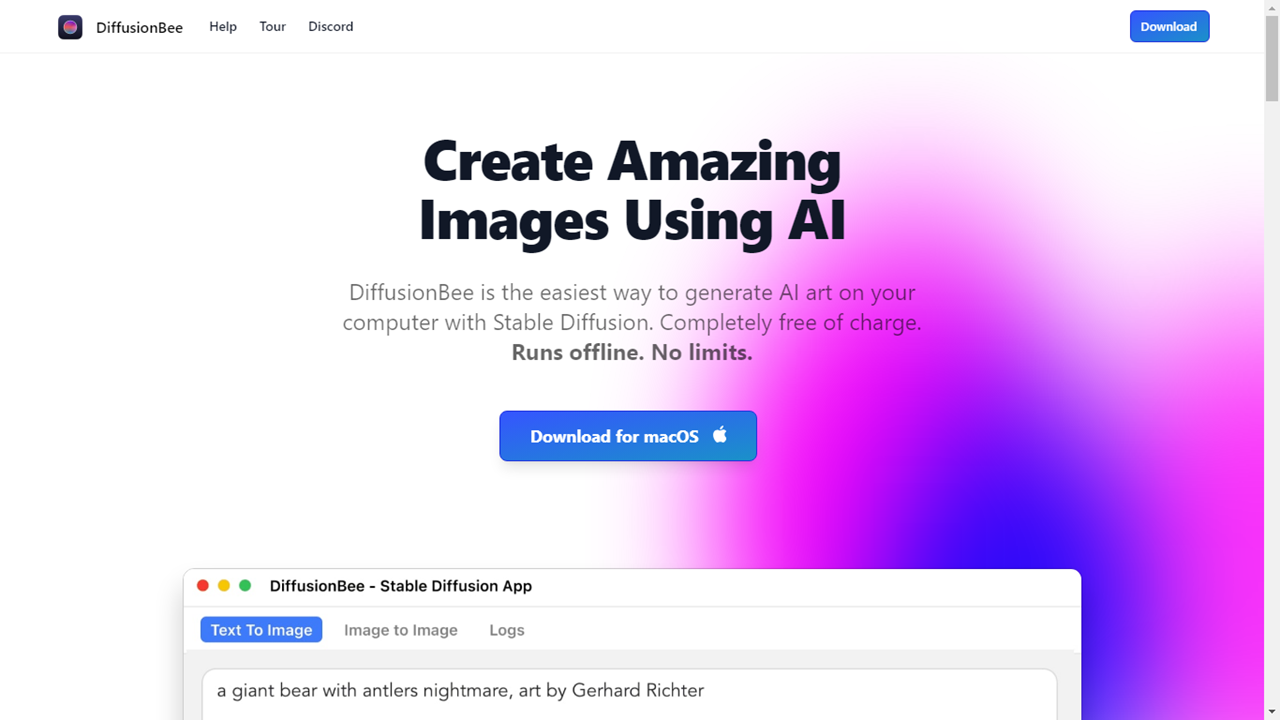 DiffusionBee Help Tour Discord Download
Create Amazing
Images Using AI
DiffusionBee is the easiest way to generate AI art on your
computer with Stable Diffusion. Completely free of charge.
Runs offline. No limits.
Download for macOS
DiffusionBee - Stable Diffusion App
Text To Image Image to Image Logs
a giant bear with antlers nightmare, art by Gerhard Richter